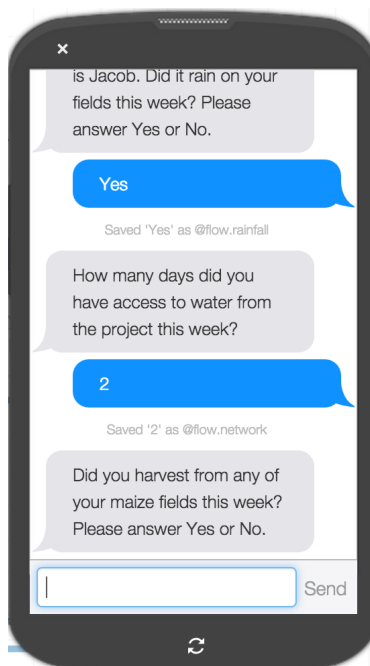 is Jacob. Did it rain on your
fields this week? Please
answer Yes or No.
Yes
Saved 'Yes' as @flow.rainfall
How many days did you
have access to water from
the project this week?
2
Saved '2' as @flow.network
Did you harvest from any of
your maize fields this week?
Please answer Yes or No.
Send